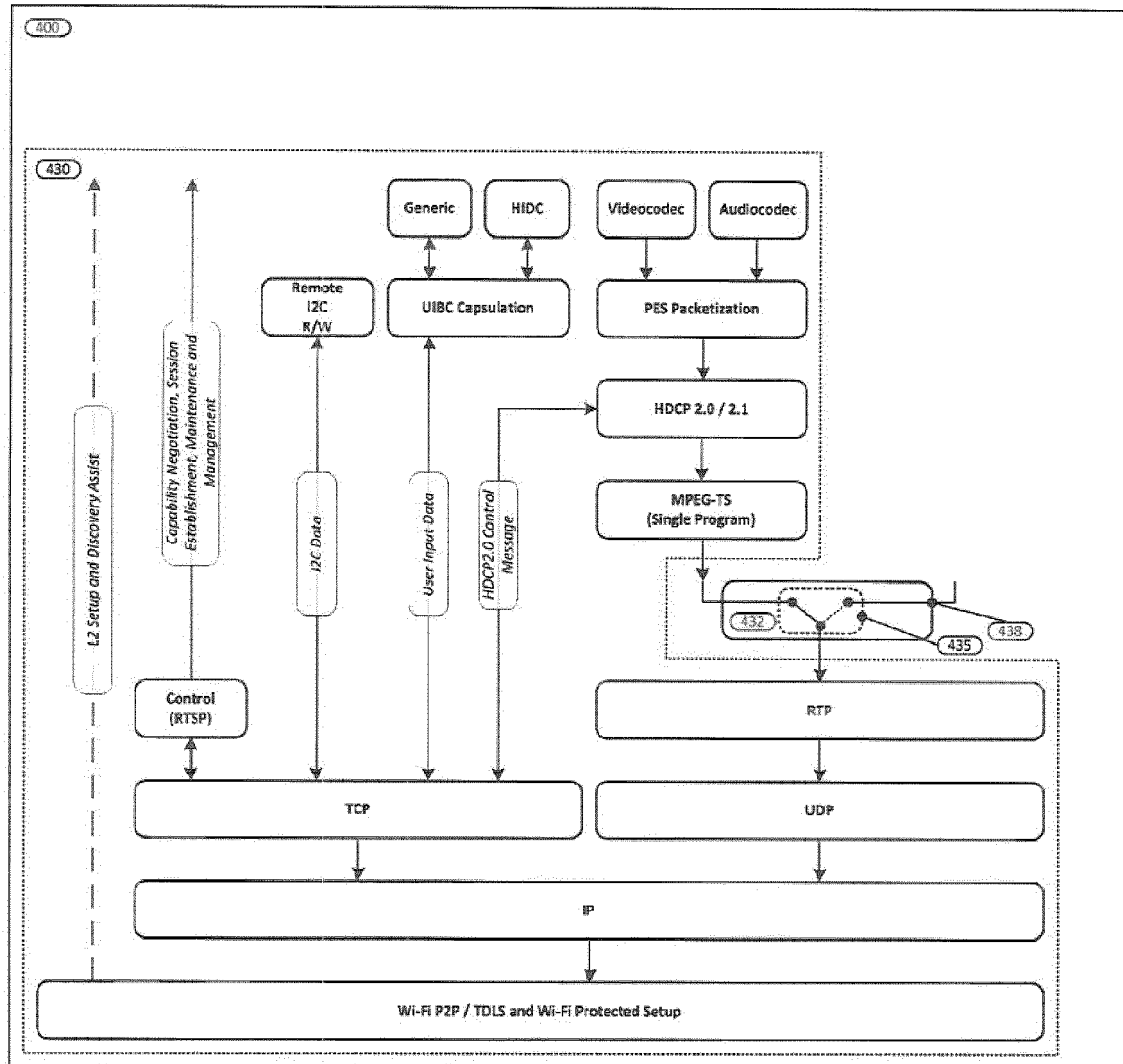 400
430
Generic
HIDC
Videocodec
Audiocodec
Remote
I2C
R/W
UIBC Capsulation
PES Packetization
HDCP 2.0 / 2.1
MPEG-TS
(Single Program)
L2 Setup and Discovery Assist
Capability Negotiation, Session
Establishment, Maintenance and
Management
I2C Data
User Input Data
HDCP2.0 Control
Message
432
435
438
Control
(RTSP)
RTP
TCP
UDP
IP
Wi-Fi P2P / TDLS and Wi-Fi Protected Setup